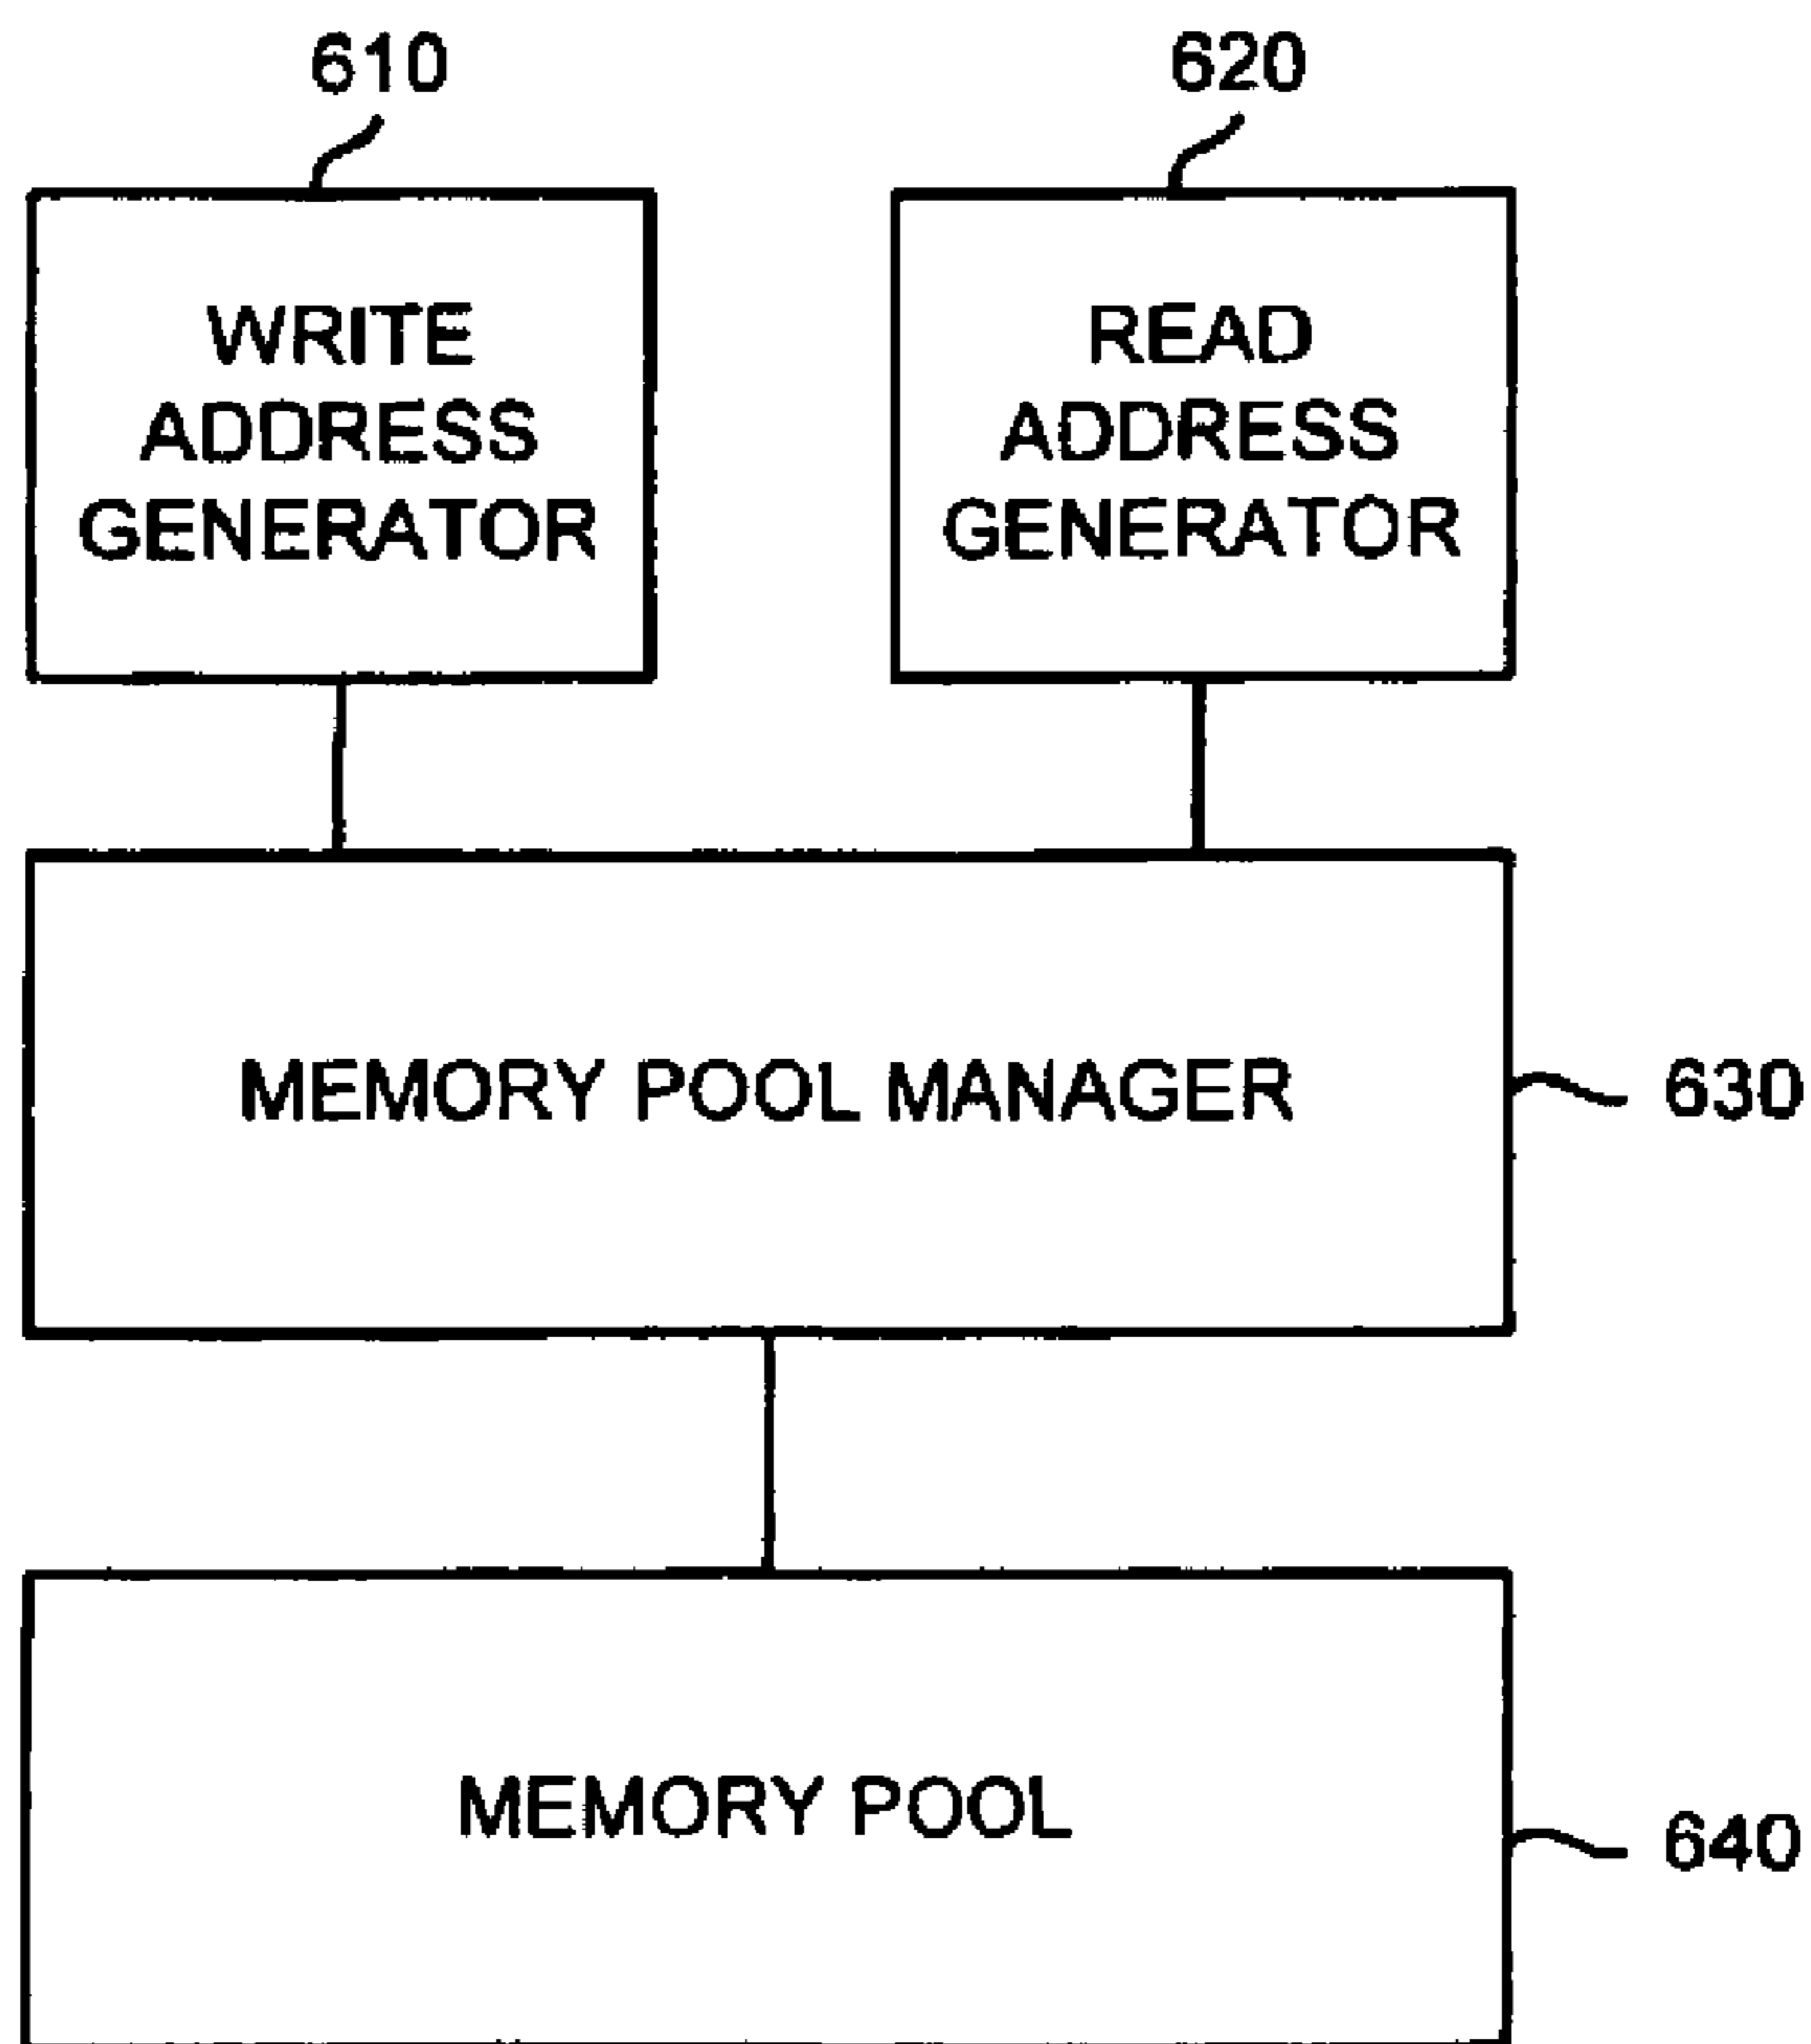 610
620
WRITE
ADDRESS
GENERATOR
READ
ADDRESS
GENERATOR
MEMORY POOL MANAGER
630
MEMORY POOL
640